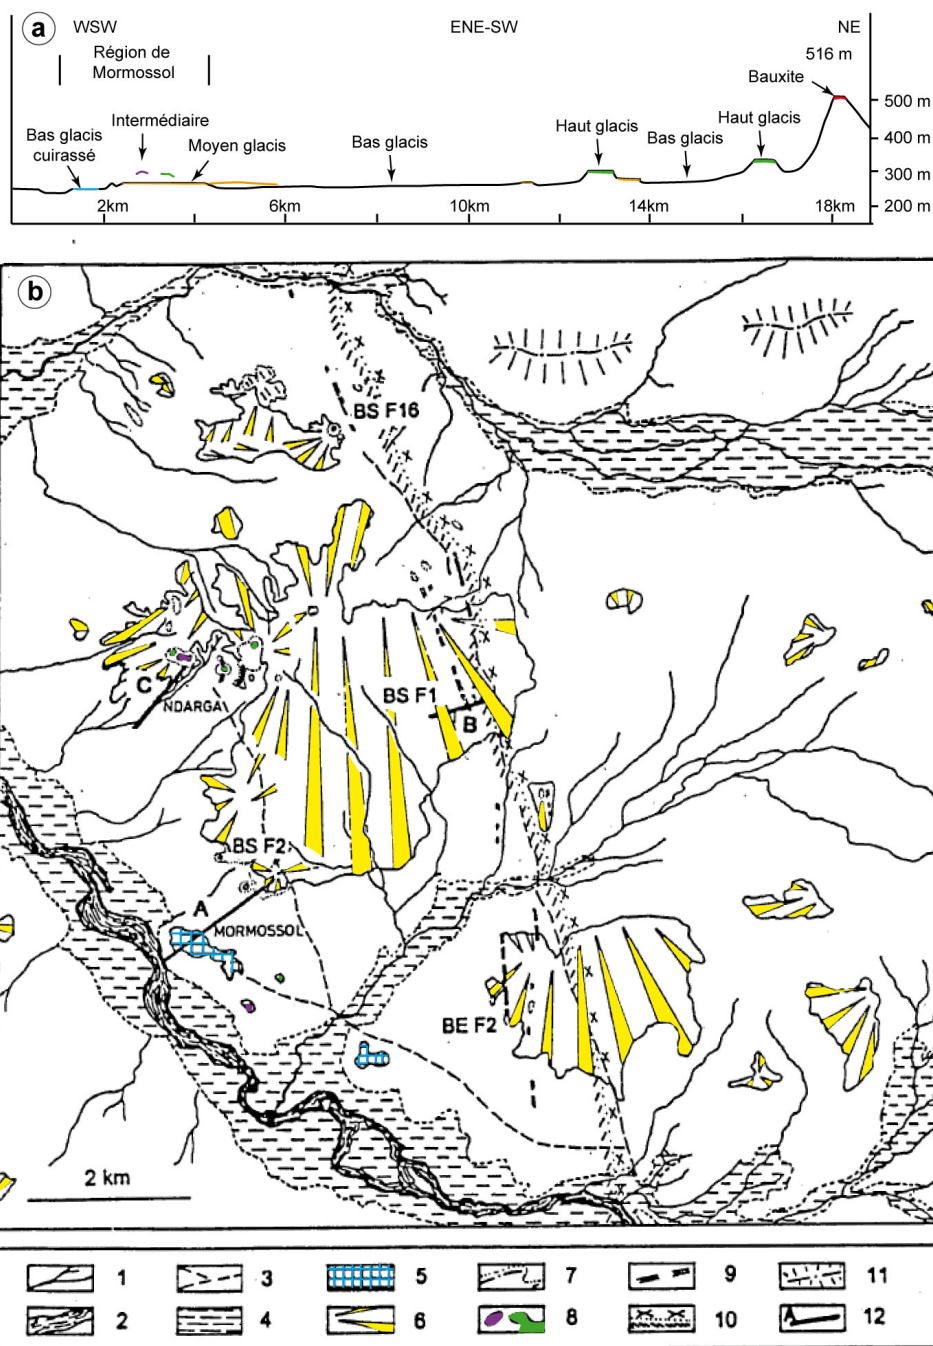 a
WSW
ENE-SW
NE
Région de
Mormossol
516 m
Bauxite
500 m
Intermédiaire
Bas glacis
cuirassé
Moyen glacis
Bas glacis
Haut glacis
Bas glacis
Haut glacis
400 m
300 m
200 m
2km
6km
10km
14km
18km
b
BS F16
C
NDARGA
BS F1
B
BS F2
A
MORMOSSOL
BE F2
2 km
1
3
5
7
9
11
2
4
6
8
10
A
12